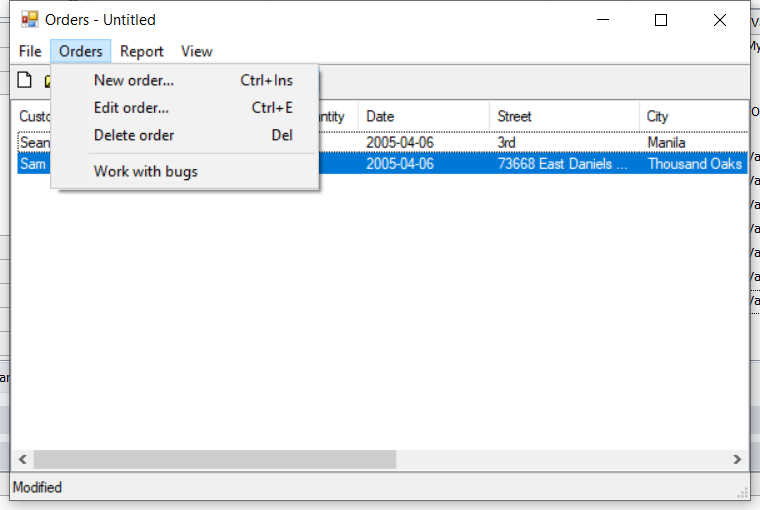 Orders - Untitled
File Orders Report View
New order... Ctrl+Ins
Edit order... Ctrl+E
Delete order Del
Work with bugs
Date Street City
Sean 2005-04-06 3rd Manila
Sam 2005-04-06 73668 East Daniels ... Thousand Oaks
Modified